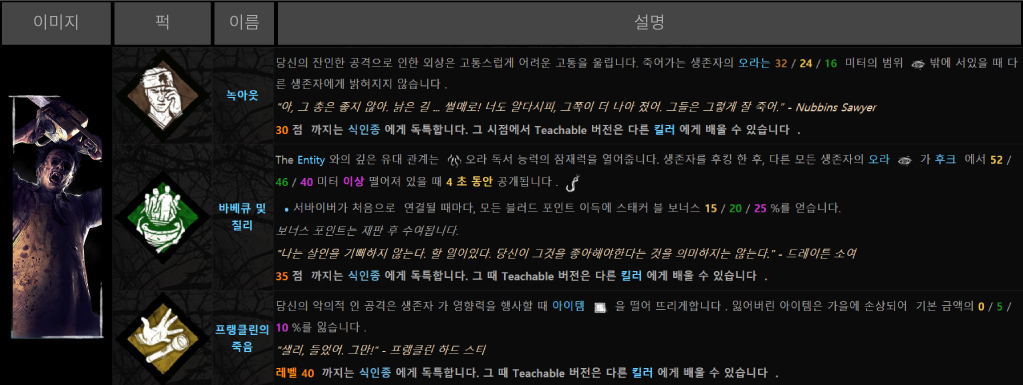 이미지 퍽 이름 설명
녹아웃
당신의 잔인한 공격으로 인한 외상은 고통스럽게 어려운 고통을 울립니다. 죽어가는 생존자의 오라는 32 / 24 / 16 미터의 범위 밖에 서있을 때 다
른 생존자에게 밝혀지지 않습니다 .
"아, 그 총은 좋지 않아. 낡은 길 ... 썰매로! 너도 알다시피, 그쪽이 더 나아 졌어. 그들은 그렇게 잘 죽어." - Nubbins Sawyer
30 점 까지는 식인종 에게 독특합니다. 그 시점에서 Teachable 버전은 다른 킬러 에게 배울 수 있습니다 .
바베큐 및
칠리
The Entity 와의 깊은 유대 관계는 오라 독서 능력의 잠재력을 열어줍니다. 생존자를 후킹 한 후, 다른 모든 생존자의 오라 가 후크 에서 52 /
46 / 40 미터 이상 떨어져 있을 때 4 초 동안 공개됩니다 .
• 서바이버가 처음으로 연결될 때마다, 모든 블러드 포인트 이득에 스태커 블 보너스 15 / 20 / 25 %를 얻습니다.
보너스 포인트는 재판 후 수여됩니다.
"나는 살인을 기뻐하지 않는다. 할 일이있다. 당신이 그것을 좋아해야한다는 것을 의미하지는 않는다." - 드레이튼 소여
35 점 까지는 식인종 에게 독특합니다. 그 때 Teachable 버전은 다른 킬러 에게 배울 수 있습니다 .
프랭클린의
죽음
당신의 악의적 인 공격은 생존자 가 영향력을 행사할 때 아이템 을 떨어 뜨리게합니다 . 잃어버린 아이템은 가을에 손상되어 기본 금액의 0 / 5 /
10 %를 잃습니다 .
"샐리, 들었어. 그만!" - 프랭클린 하드 스티
레벨 40 까지는 식인종 에게 독특합니다. 그 때 Teachable 버전은 다른 킬러 에게 배울 수 있습니다 .